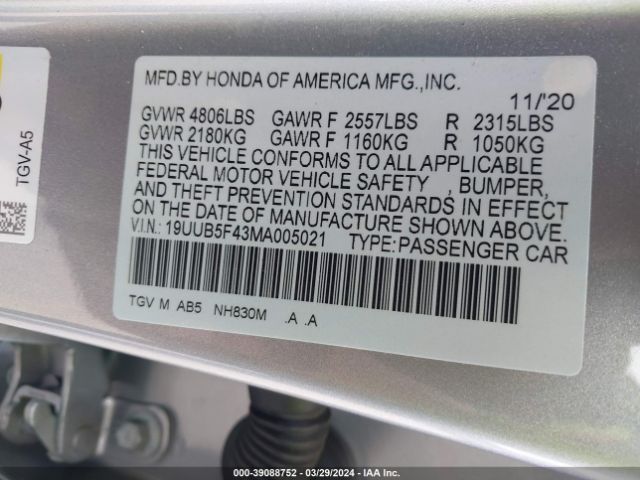 MFD.BY HONDA OF AMERICA MFG.,INC.
11/'20
GVWR 4806LBS GAWR F 2557LBS R 2315LBS
GVWR 2180KG GAWR F 1160KG R 1050KG
THIS VEHICLE CONFORMS TO ALL APPLICABLE
FEDERAL MOTOR VEHICLE SAFETY , BUMPER,
AND THEFT PREVENTION STANDARDS IN EFFECT
ON THE DATE OF MANUFACTURE SHOWN ABOVE.
V.I.N.: 19UUB5F43MA005021 TYPE:PASSENGER CAR
TGV M AB5 NH830M .A .A
TGV-A5
000-39088752 | 03/29/2024 | IAA Inc.